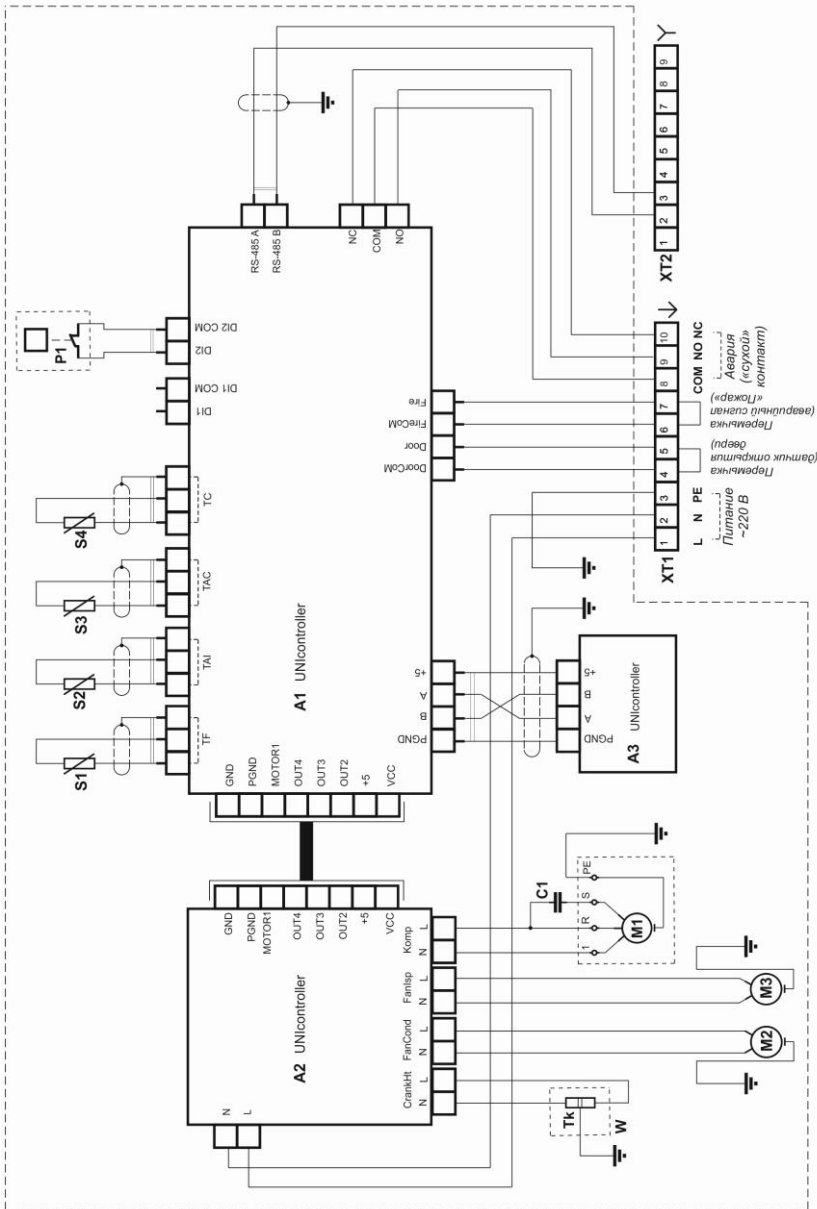 P1
S1
S2
S3
S4
TF
TAI
TAC
TC
DI1
DI1 COM
DI2
DI2 COM
A1 UNIcontroller
GND
PGND
MOTOR1
OUT4
OUT3
OUT2
+5
VCC
RS-485 A
RS-485 B
NC
COM
NO
PGND
B
A
+5
DoorCoM
Door
FireCoM
Fire
A2 UNIcontroller
GND
PGND
MOTOR1
OUT4
OUT3
OUT2
+5
VCC
N
L
CrankHt
N L
FanCond
N L
FanIsp
N L
Komp
N L
PGND
A
B
+5
A3 UNIcontroller
Tk
W
M2
M3
M1
1 R S PE
C1
XT1
1 2 3 4 5 6 7 8 9 10
L N PE
Питание
~220 В
Перемычка
(датчик открытия
двери)
Перемычка
(аварийный сигнал
«Пожар»)
COM NO NC
Авария
(«сухой»
контакт)
XT2
1 2 3 4 5 6 7 8 9